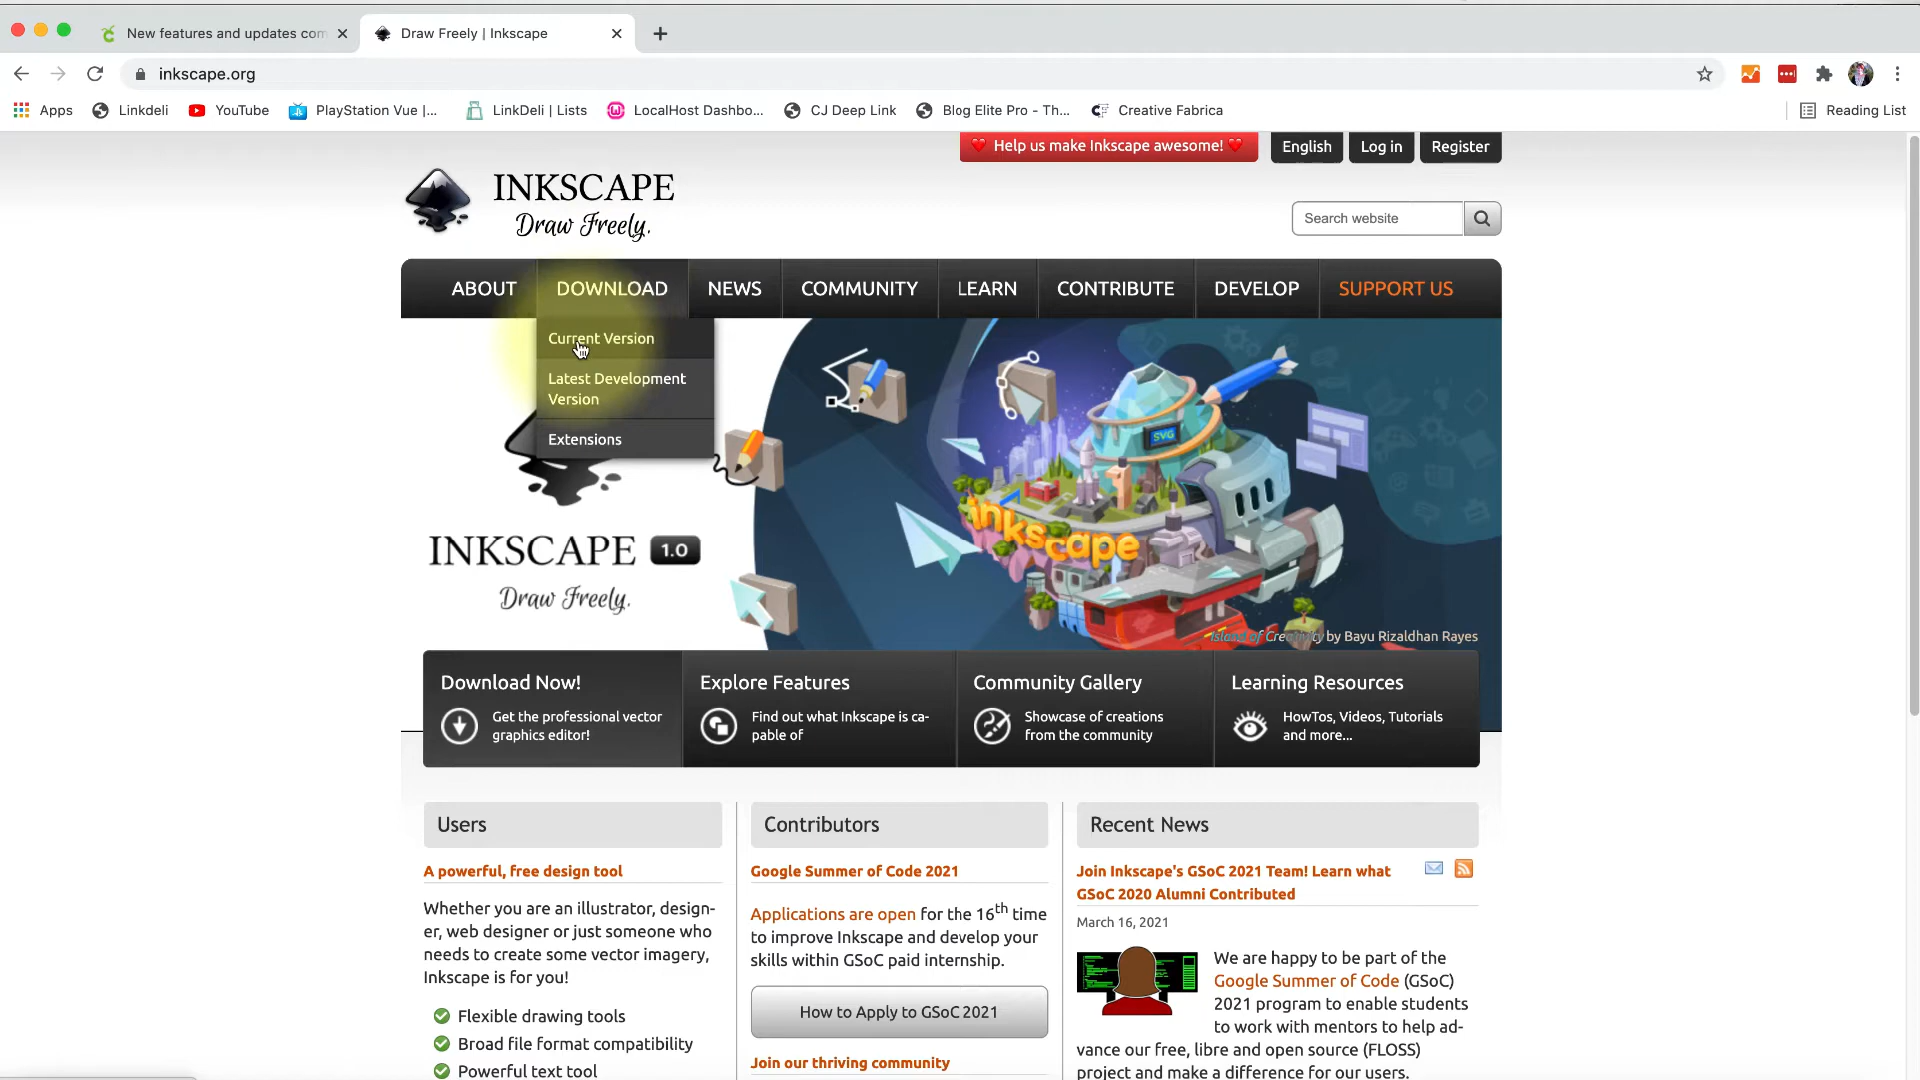 New features and updates com
Draw Freely | Inkscape
inkscape.org
Apps
Linkdeli
YouTube
PlayStation Vue |...
LinkDeli | Lists
LocalHost Dashbo...
CJ Deep Link
Blog Elite Pro - Th...
Creative Fabrica
Reading List
Help us make Inkscape awesome!
English
Log in
Register
INKSCAPE
Draw Freely.
Search website
ABOUT
DOWNLOAD
NEWS
COMMUNITY
LEARN
CONTRIBUTE
DEVELOP
SUPPORT US
Current Version
Latest Development
Version
Extensions
SVG
inkscape
INKSCAPE 1.0
Draw Freely.
Island of Creativity by Bayu Rizaldhan Rayes
Download Now!
Get the professional vector
graphics editor!
Explore Features
Find out what Inkscape is ca-
pable of
Community Gallery
Showcase of creations
from the community
Learning Resources
HowTos, Videos, Tutorials
and more...
Users
A powerful, free design tool
Whether you are an illustrator, design-
er, web designer or just someone who
needs to create some vector imagery,
Inkscape is for you!
Flexible drawing tools
Broad file format compatibility
Powerful text tool
Contributors
Google Summer of Code 2021
Applications are open for the 16th time
to improve Inkscape and develop your
skills within GSoC paid internship.
How to Apply to GSoC 2021
Join our thriving community
Recent News
Join Inkscape's GSoC 2021 Team! Learn what
GSoC 2020 Alumni Contributed
March 16, 2021
We are happy to be part of the
Google Summer of Code (GSoC)
2021 program to enable students
to work with mentors to help ad-
vance our free, libre and open source (FLOSS)
project and make a difference for our users.